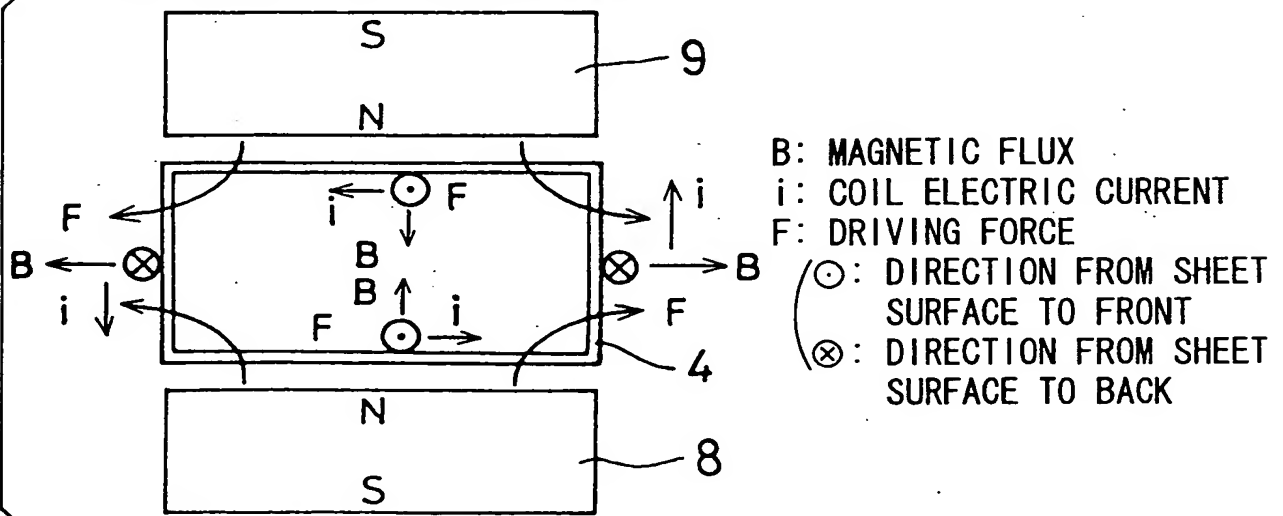 S
9
N
B: MAGNETIC FLUX
i: COIL ELECTRIC CURRENT
F: DRIVING FORCE
⊙: DIRECTION FROM SHEET
SURFACE TO FRONT
⊗: DIRECTION FROM SHEET
SURFACE TO BACK
i F i
F
B B B
B
i F i F
4
N
8
S